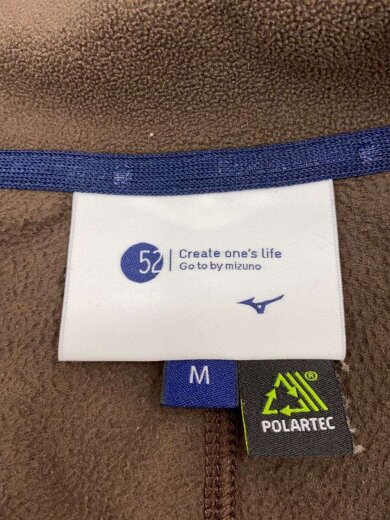 52
Create one's life
Go to by mizuno
M
®
POLARTEC